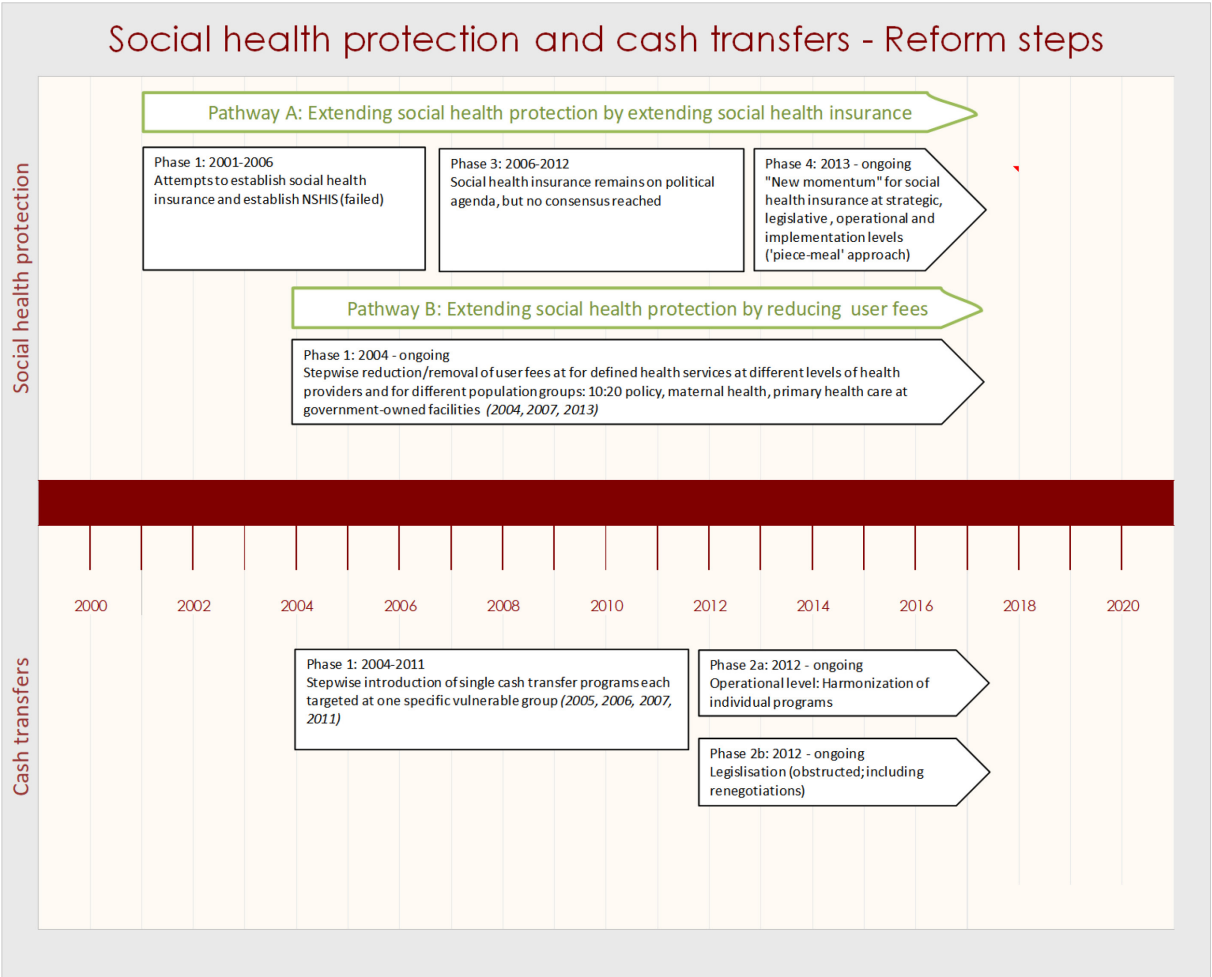 Social health protection and cash transfers - Reform steps
Social health protection
Pathway A: Extending social health protection by extending social health insurance
Phase 1: 2001-2006
Attempts to establish social health
insurance and establish NSHIS (failed)
Phase 3: 2006-2012
Social health insurance remains on political
agenda, but no consensus reached
Phase 4: 2013 - ongoing
"New momentum" for social
health insurance at strategic,
legislative , operational and
implementation levels
('piece-meal' approach)
Pathway B: Extending social health protection by reducing user fees
Phase 1: 2004 - ongoing
Stepwise reduction/removal of user fees at for defined health services at different levels of health
providers and for different population groups: 10:20 policy, maternal health, primary health care at
government-owned facilities (2004, 2007, 2013)
2000 2002 2004 2006 2008 2010 2012 2014 2016 2018 2020
Cash transfers
Phase 1: 2004-2011
Stepwise introduction of single cash transfer programs each
targeted at one specific vulnerable group (2005, 2006, 2007,
2011)
Phase 2a: 2012 - ongoing
Operational level: Harmonization of
individual programs
Phase 2b: 2012 - ongoing
Legislisation (obstructed; including
renegotiations)